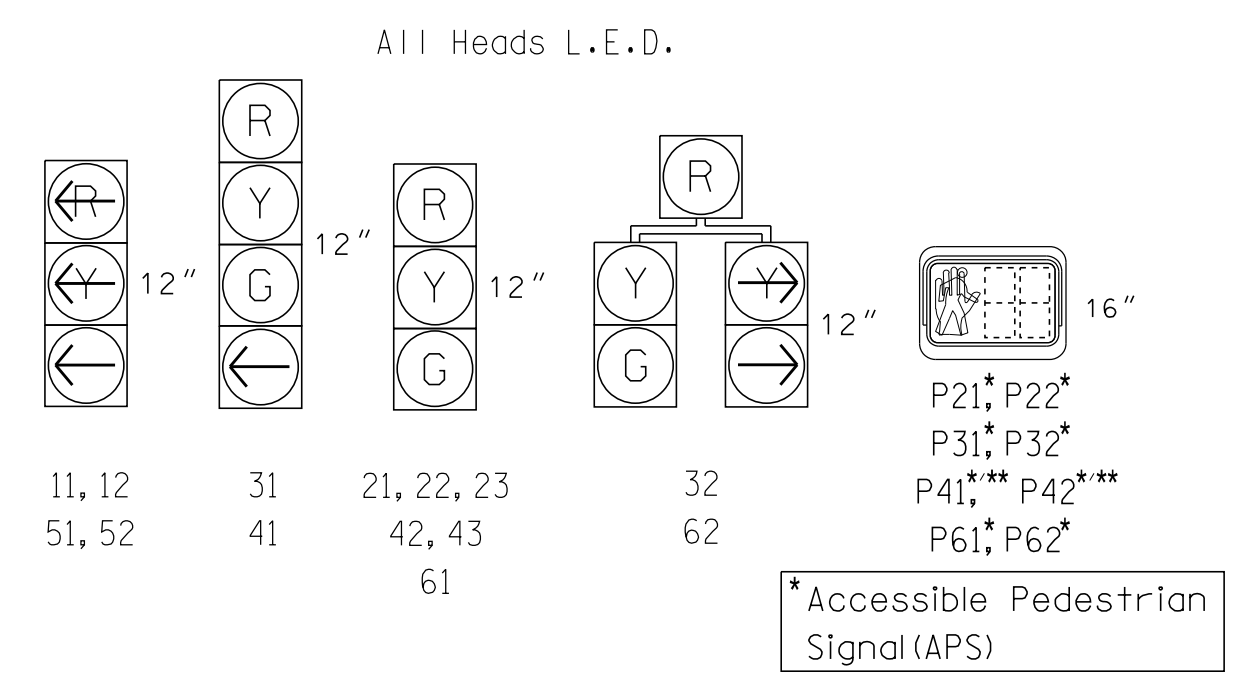 All Heads L.E.D.
R
Y
12"
R
Y
G
12"
R
Y
G
12"
R
Y
G
Y
12"
16"
11, 12
51, 52
31
41
21, 22, 23
42, 43
61
32
62
P21*, P22*
P31*, P32*
P41*,** P42*,**
P61*, P62*
*Accessible Pedestrian
Signal(APS)